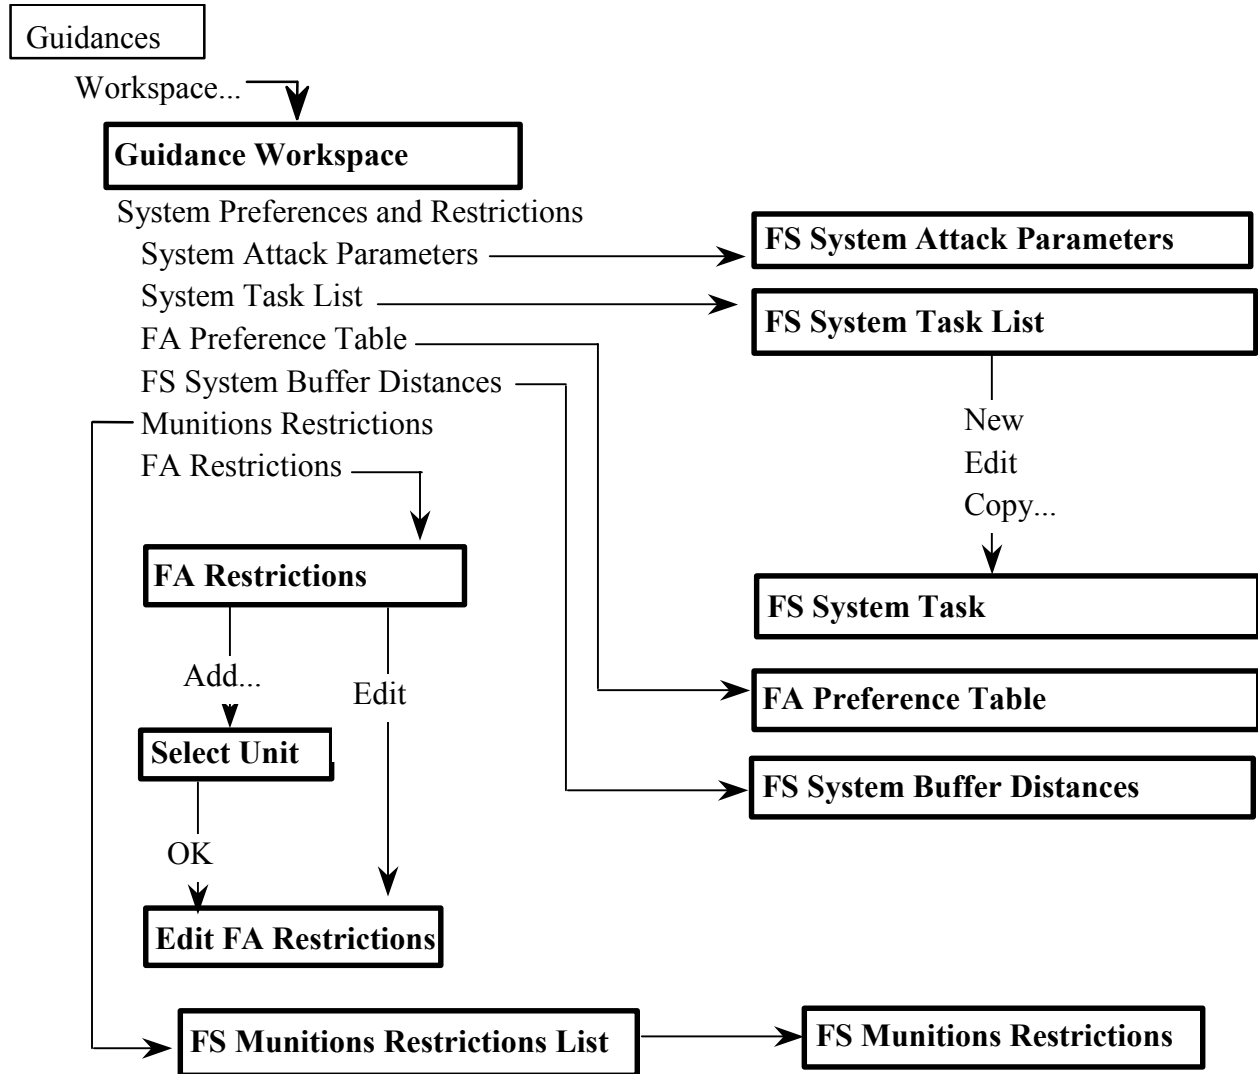 Guidances
Workspace...
Guidance Workspace
System Preferences and Restrictions
System Attack Parameters
System Task List
FA Preference Table
FS System Buffer Distances
Munitions Restrictions
FA Restrictions
FS System Attack Parameters
FS System Task List
New
Edit
Copy...
FS System Task
FA Preference Table
FS System Buffer Distances
FA Restrictions
Add...
Edit
Select Unit
OK
Edit FA Restrictions
FS Munitions Restrictions List
FS Munitions Restrictions